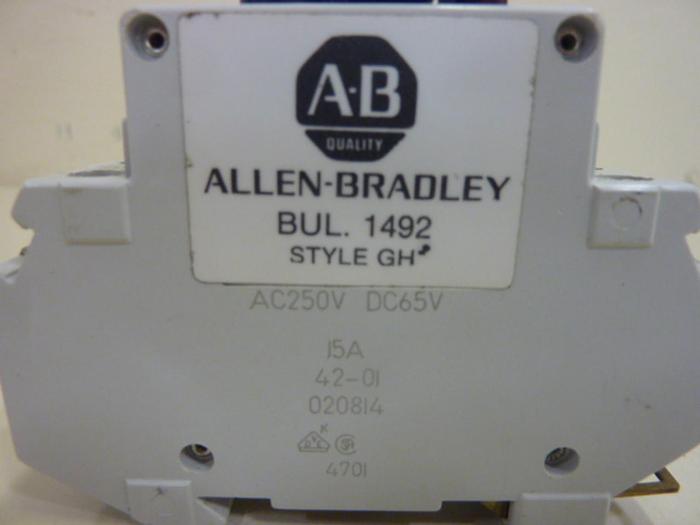 A-B
QUALITY
ALLEN-BRADLEY
BUL. 1492
STYLE GH
AC250V DC65V
15A
42-01
020814
K
4701